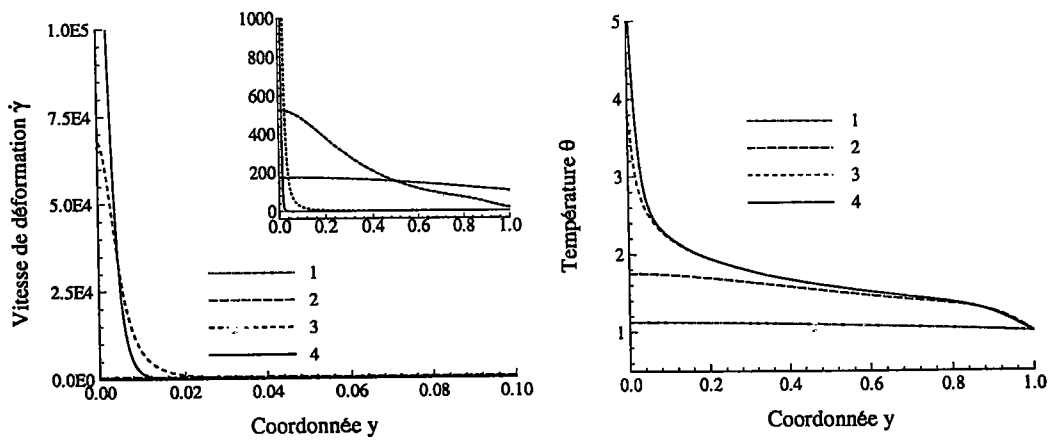 Vitesse de déformation γ̇
1.0E5
7.5E4
5.0E4
2.5E4
0.0E0
0.00 0.02 0.04 0.06 0.08 0.10
Coordonnée y
1000
800
600
400
200
0
0.0 0.2 0.4 0.6 0.8 1.0
1
2
3
4
Température θ
5
4
3
2
1
0.0 0.2 0.4 0.6 0.8 1.0
Coordonnée y
1
2
3
4